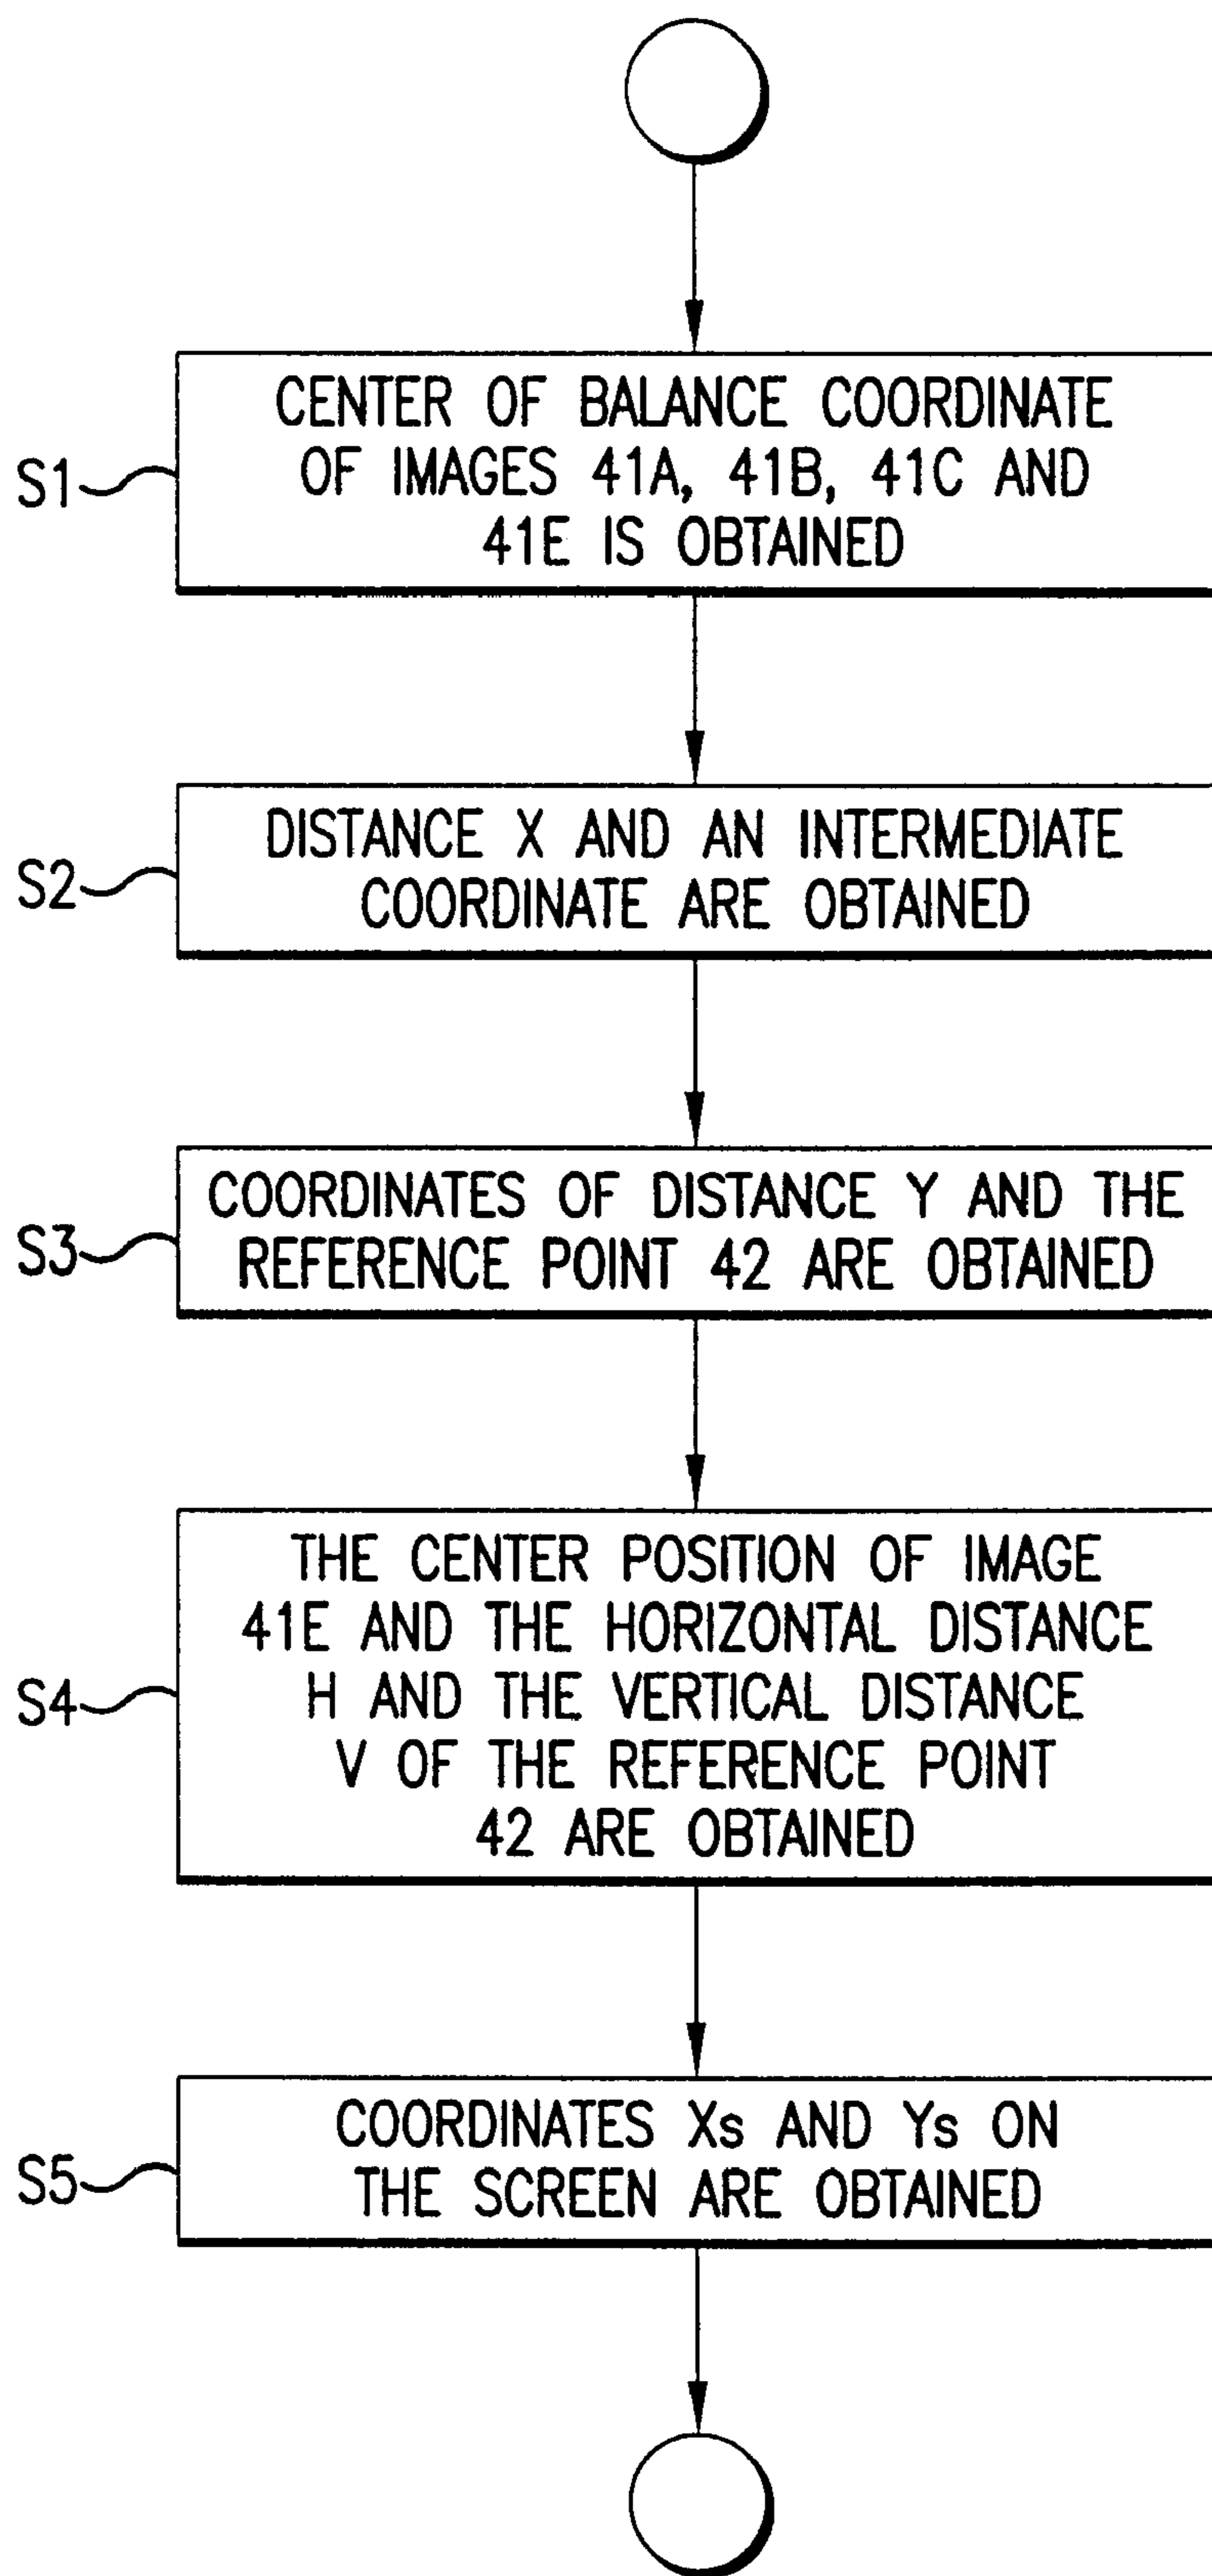 S1
CENTER OF BALANCE COORDINATE
OF IMAGES 41A, 41B, 41C AND
41E IS OBTAINED
S2
DISTANCE X AND AN INTERMEDIATE
COORDINATE ARE OBTAINED
S3
COORDINATES OF DISTANCE Y AND THE
REFERENCE POINT 42 ARE OBTAINED
S4
THE CENTER POSITION OF IMAGE
41E AND THE HORIZONTAL DISTANCE
H AND THE VERTICAL DISTANCE
V OF THE REFERENCE POINT
42 ARE OBTAINED
S5
COORDINATES Xs AND Ys ON
THE SCREEN ARE OBTAINED